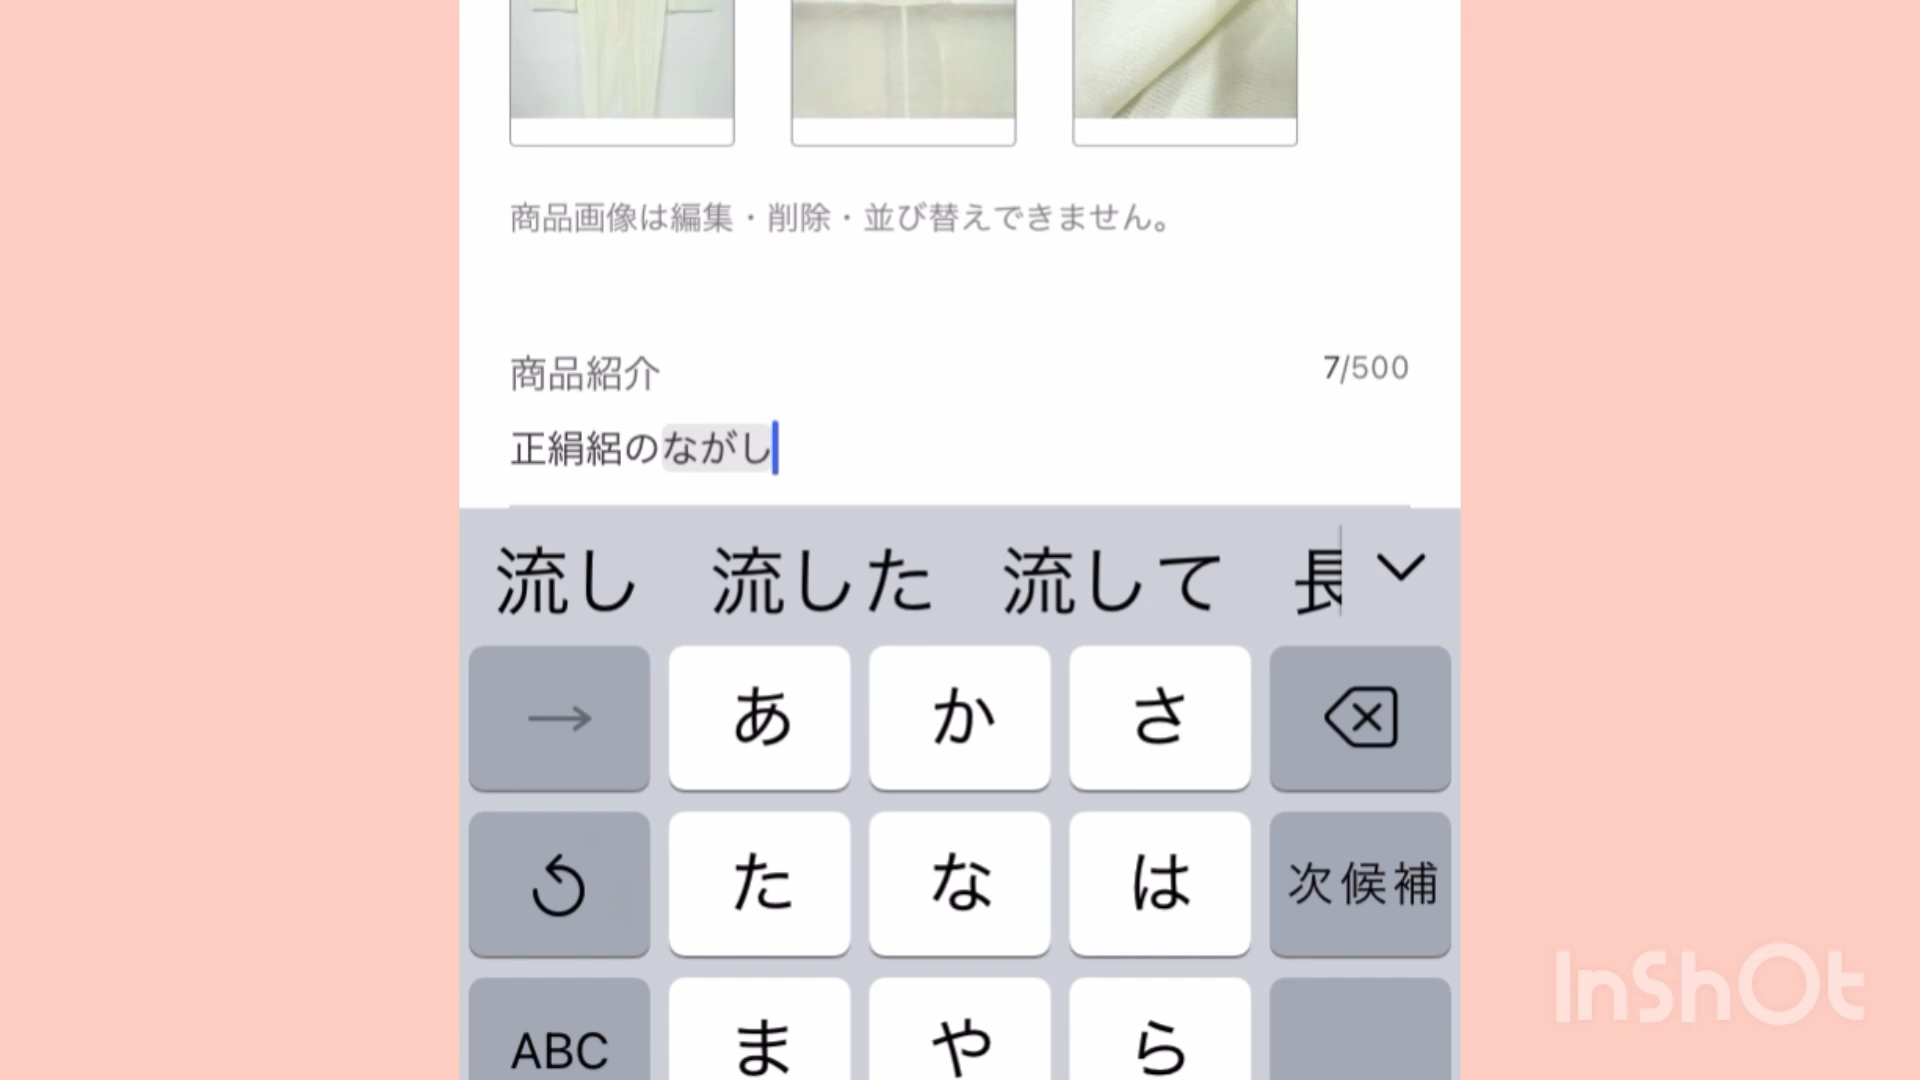 商品画像は編集・削除・並び替えできません。
商品紹介 7/500
正絹絽のながし
流し 流した 流して 長
→ あ か さ
た な は 次候補
ABC ま や ら
InShOt